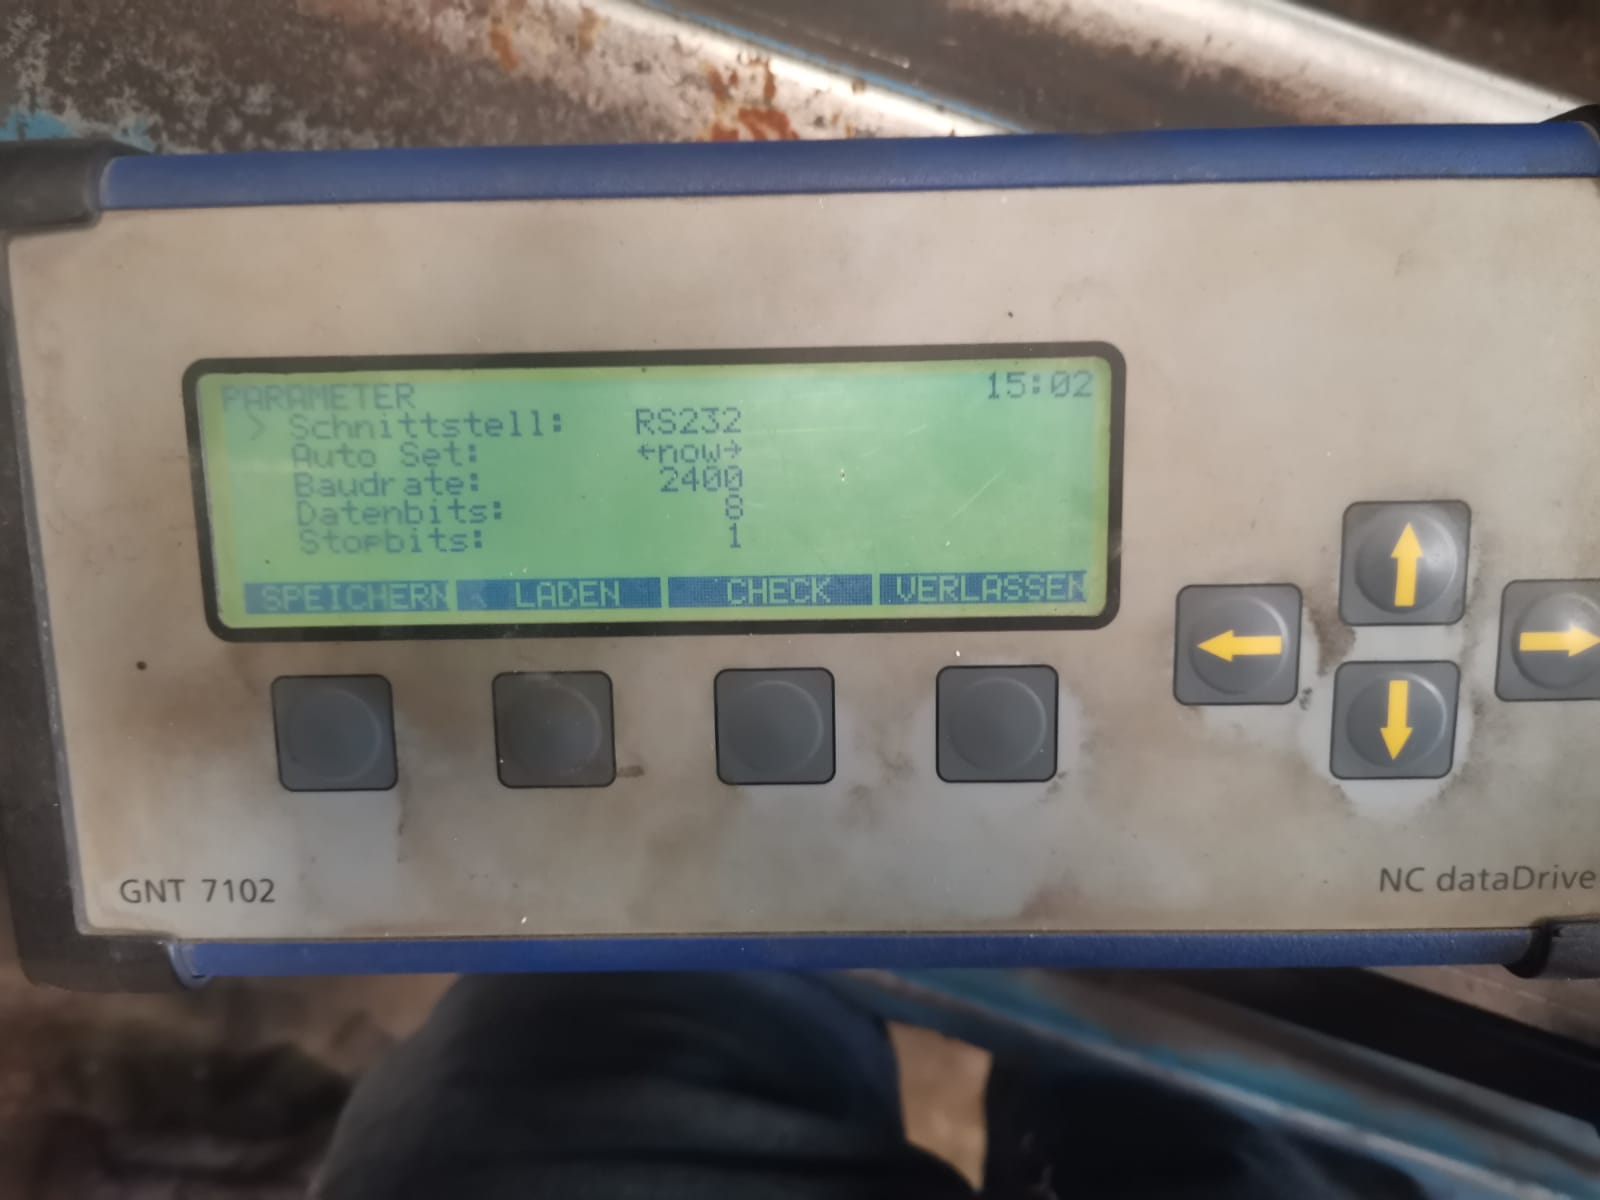 PARAMETER 15:02
> Schnittstell: RS232
Auto Set: ←now→
Baudrate: 2400
Datenbits: 8
Stopbits: 1
SPEICHERN LADEN CHECK VERLASSEN
GNT 7102 NC dataDrive